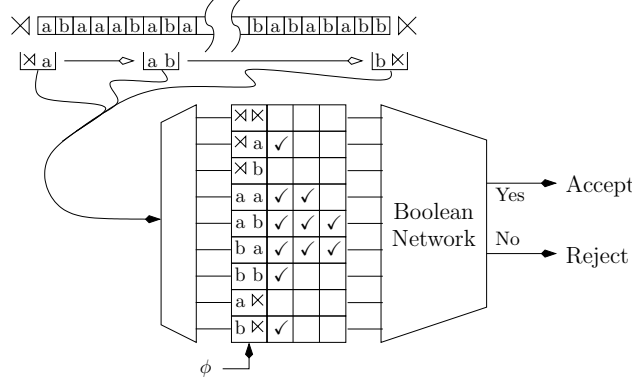 ⋊ a b a a a b a b a b a b a b a b b ⋉
⋊ a a b b ⋉
⋊ ⋉
⋊ a ✓
⋊ b
a a ✓ ✓
a b ✓ ✓ ✓
b a ✓ ✓ ✓
b b ✓
a ⋉
b ⋉ ✓
ϕ
Boolean
Network
Yes
Accept
No
Reject